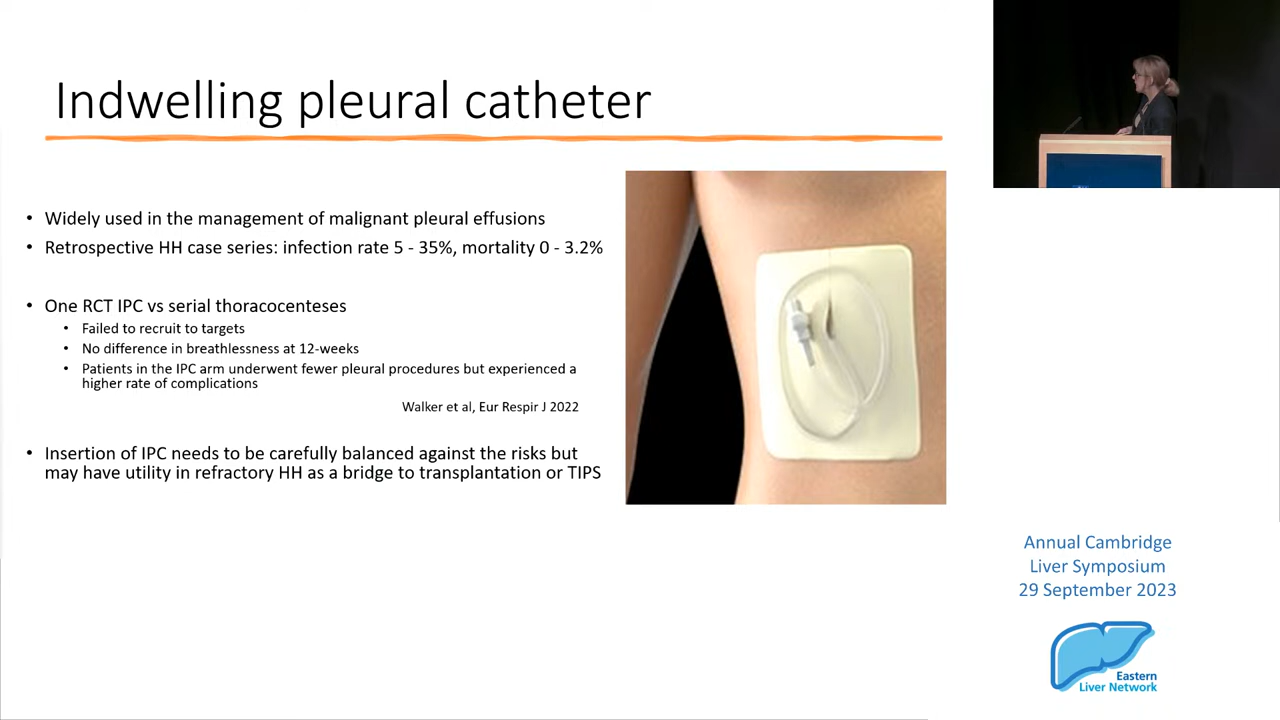 Indwelling pleural catheter
• Widely used in the management of malignant pleural effusions
• Retrospective HH case series: infection rate 5 - 35%, mortality 0 - 3.2%
• One RCT IPC vs serial thoracocenteses
• Failed to recruit to targets
• No difference in breathlessness at 12-weeks
• Patients in the IPC arm underwent fewer pleural procedures but experienced a
higher rate of complications
Walker et al, Eur Respir J 2022
• Insertion of IPC needs to be carefully balanced against the risks but
may have utility in refractory HH as a bridge to transplantation or TIPS
Annual Cambridge
Liver Symposium
29 September 2023
Eastern
Liver Network